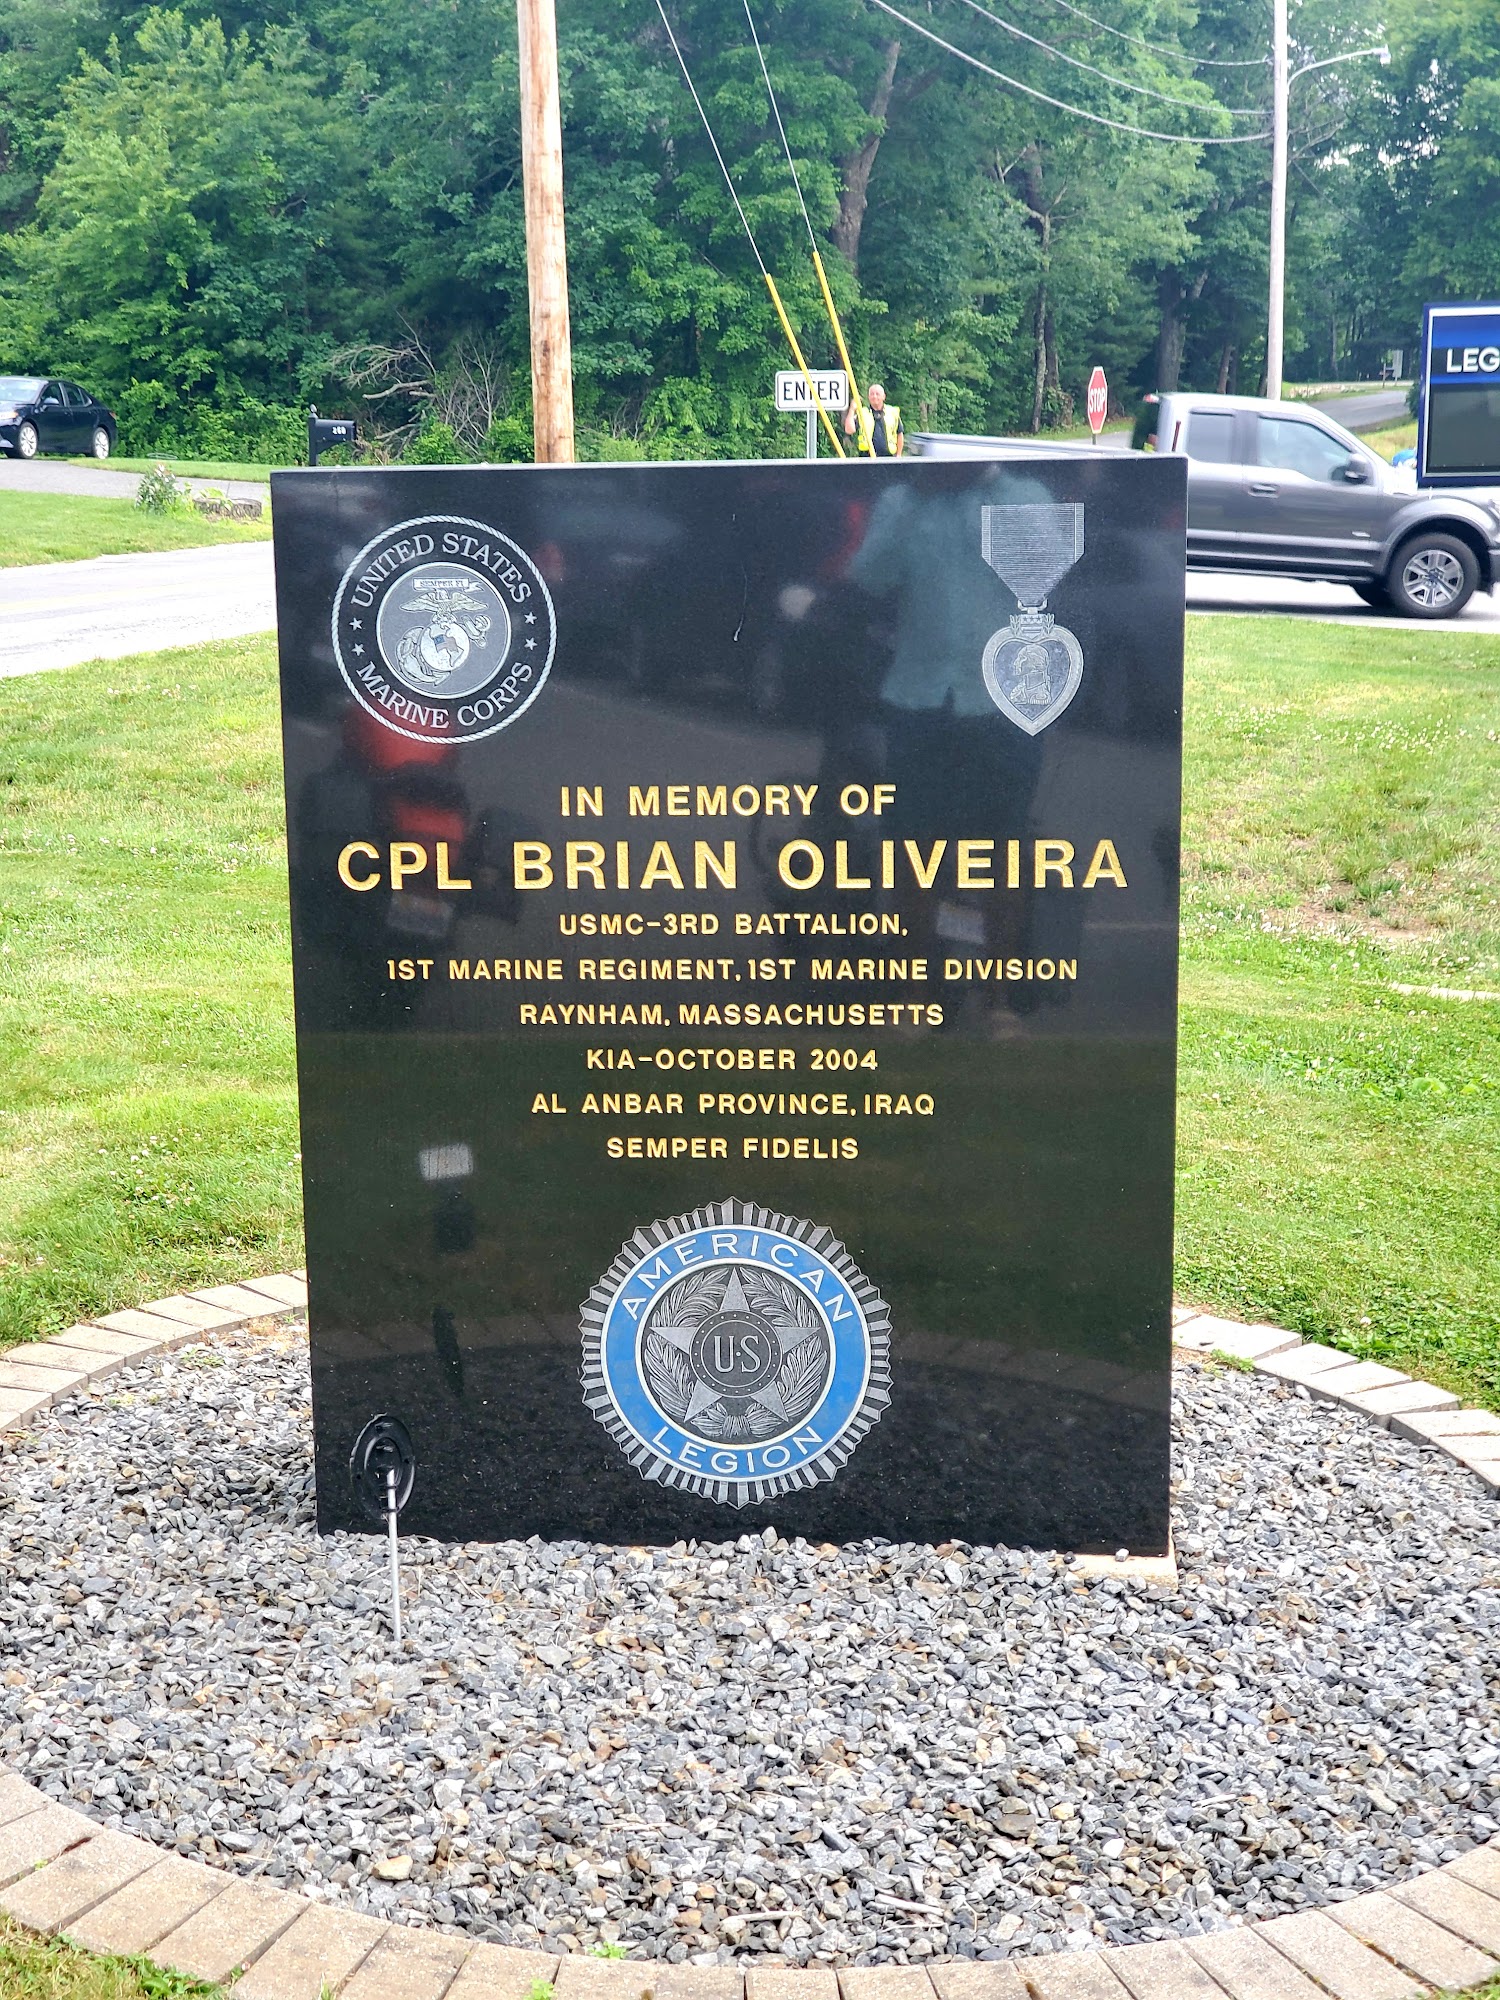 ENTER
STOP
LEG
260
UNITED STATES
SEMPER FI
MARINE CORPS
IN MEMORY OF
CPL BRIAN OLIVEIRA
USMC-3RD BATTALION,
1ST MARINE REGIMENT, 1ST MARINE DIVISION
RAYNHAM, MASSACHUSETTS
KIA-OCTOBER 2004
AL ANBAR PROVINCE, IRAQ
SEMPER FIDELIS
AMERICAN
U·S
LEGION